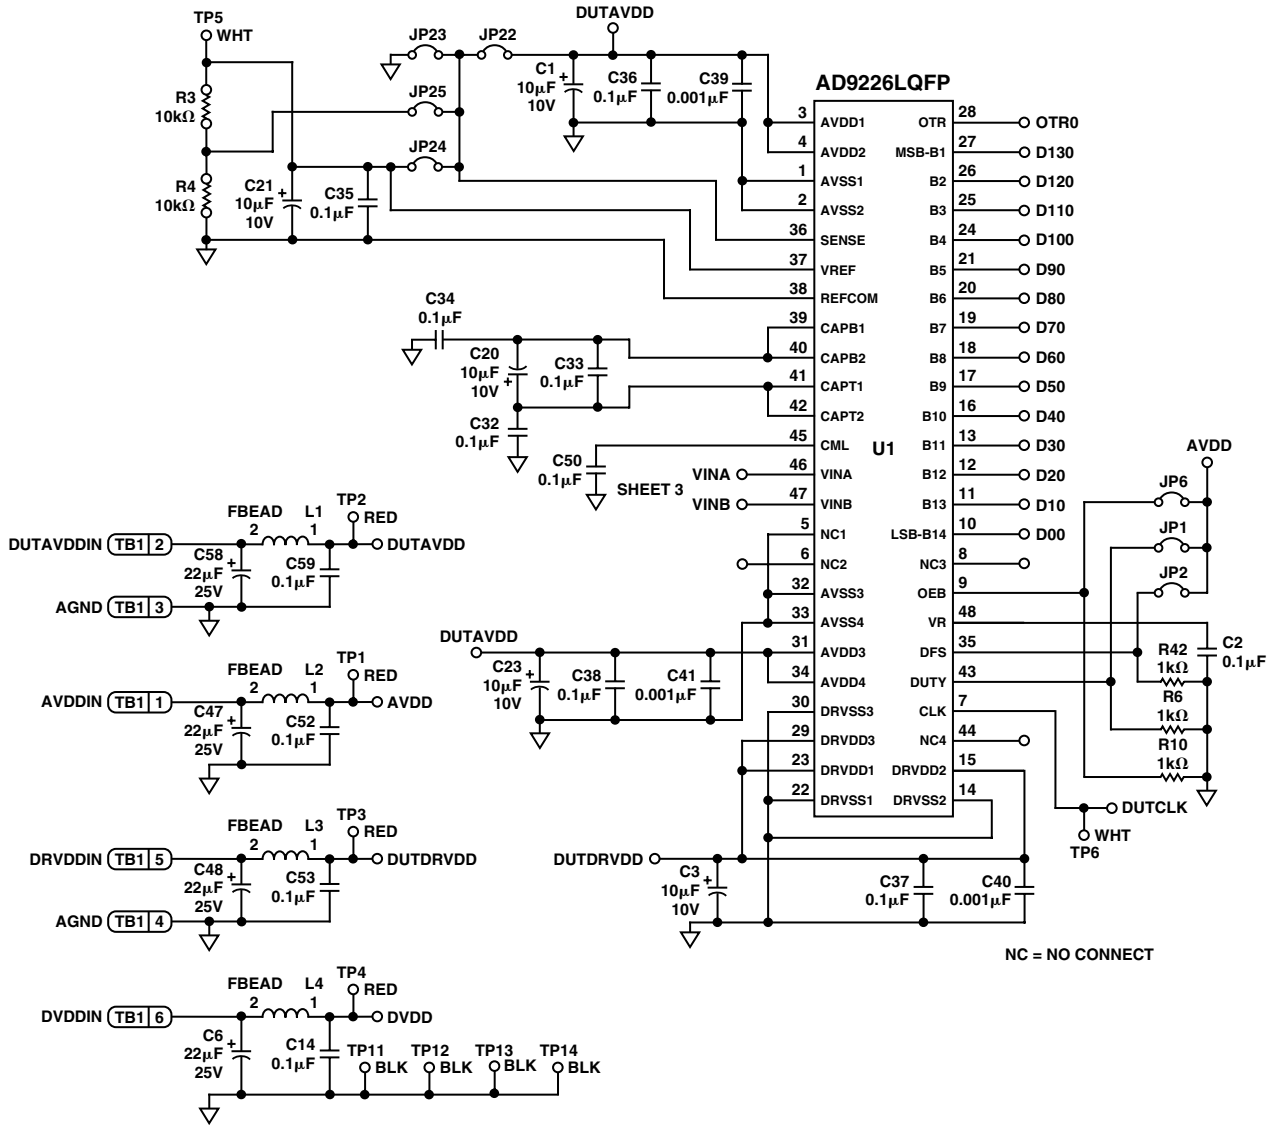 TP5
WHT
R3
10kΩ
R4
10kΩ
C21
10µF
10V
+
C35
0.1µF
JP23
JP22
JP25
JP24
DUTAVDD
C1
10µF
10V
+
C36
0.1µF
C39
0.001µF
AD9226LQFP
U1
3 AVDD1
4 AVDD2
1 AVSS1
2 AVSS2
36 SENSE
37 VREF
38 REFCOM
39 CAPB1
40 CAPB2
41 CAPT1
42 CAPT2
45 CML
46 VINA
47 VINB
5 NC1
6 NC2
32 AVSS3
33 AVSS4
31 AVDD3
34 AVDD4
30 DRVSS3
29 DRVDD3
23 DRVDD1
22 DRVSS1
OTR 28 OTR0
MSB-B1 27 D130
B2 26 D120
B3 25 D110
B4 24 D100
B5 21 D90
B6 20 D80
B7 19 D70
B8 18 D60
B9 17 D50
B10 16 D40
B11 13 D30
B12 12 D20
B13 11 D10
LSB-B14 10 D00
NC3 8
OEB 9
VR 48
DFS 35
DUTY 43
CLK 7
NC4 44
DRVDD2 15
DRVSS2 14
C34
0.1µF
C20
10µF
10V
+
C33
0.1µF
C32
0.1µF
C50
0.1µF
SHEET 3
VINA
VINB
AVDD
JP6
JP1
JP2
C2
0.1µF
R42
1kΩ
R6
1kΩ
R10
1kΩ
DUTCLK
WHT
TP6
DUTAVDD
C23
10µF
10V
+
C38
0.1µF
C41
0.001µF
DUTDRVDD
C3
10µF
10V
+
C37
0.1µF
C40
0.001µF
NC = NO CONNECT
DUTAVDDIN TB1 2
FBEAD L1
2 1
TP2
RED
DUTAVDD
C58
22µF
25V
+
C59
0.1µF
AGND TB1 3
AVDDIN TB1 1
FBEAD L2
2 1
TP1
RED
AVDD
C47
22µF
25V
+
C52
0.1µF
DRVDDIN TB1 5
FBEAD L3
2 1
TP3
RED
DUTDRVDD
C48
22µF
25V
+
C53
0.1µF
AGND TB1 4
DVDDIN TB1 6
FBEAD L4
2 1
TP4
RED
DVDD
C6
22µF
25V
+
C14
0.1µF
TP11
BLK
TP12
BLK
TP13
BLK
TP14
BLK